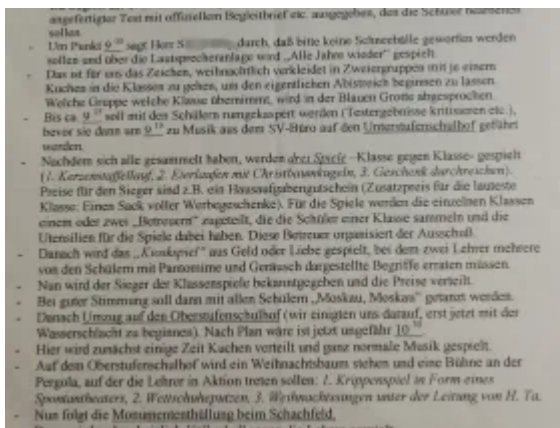 angefertigter Test mit offiziellem Begleitbrief etc. ausgegeben, den die Schüler bearbeiten
sollen.
- Um Punkt 9 30 sagt Herr S durch, daß bitte keine Schneebälle geworfen werden
sollen und über die Lautsprecheranlage wird „Alle Jahre wieder" gespielt.
- Das ist für uns das Zeichen, weihnachtlich verkleidet in Zweiergruppen mit je einem
Kuchen in die Klassen zu gehen, um den eigentlichen Abistreich beginnen zu lassen.
Welche Gruppe welche Klasse übernimmt, wird in der Blauen Grotte abgesprochen.
- Bis ca. 9 soll mit den Schülern rumgekaspert werden (Testergebnisse kritisieren etc.),
bevor sie dann um 9 zu Musik aus dem SV-Büro auf den Unterstufenschulhof geführt
werden.
- Nachdem sich alle gesammelt haben, werden drei Spiele –Klasse gegen Klasse- gespielt
(1. Kerzenstaffellauf, 2. Eierlaufen mit Christbaumkugeln, 3. Geschenk durchreichen).
Preise für den Sieger sind z.B. ein Hausaufgabengutschein (Zusatzpreis für die lauteste
Klasse: Einen Sack voller Werbegeschenke). Für die Spiele werden die einzelnen Klassen
einem oder zwei „Betreuern" zugeteilt, die die Schüler einer Klasse sammeln und die
Utensilien für die Spiele dabei haben. Diese Betreuer organisiert der Ausschuß.
- Danach wird das „Kioskspiel" aus Geld oder Liebe gespielt, bei dem zwei Lehrer mehrere
von den Schülern mit Pantomime und Geräusch dargestellte Begriffe erraten müssen.
- Nun wird der Sieger der Klassenspiele bekanntgegeben und die Preise verteilt.
- Bei guter Stimmung soll dann mit allen Schülern „Moskau, Moskau" getanzt werden.
- Danach Umzug auf den Oberstufenschulhof (wir einigten uns darauf, erst jetzt mit der
Wasserschlacht zu beginnen). Nach Plan wäre ist jetzt ungefähr 10 30.
- Hier wird zunächst einige Zeit Kuchen verteilt und ganz normale Musik gespielt.
- Auf dem Oberstufenschulhof wird ein Weihnachtsbaum stehen und eine Bühne an der
Pergola, auf der die Lehrer in Aktion treten sollen: 1. Krippenspiel in Form eines
Spontantheaters, 2. Wettschuheputzen, 3. Weihnachtssingen unter der Leitung von H. Ta.
- Nun folgt die Monumententhüllung beim Schachfeld.